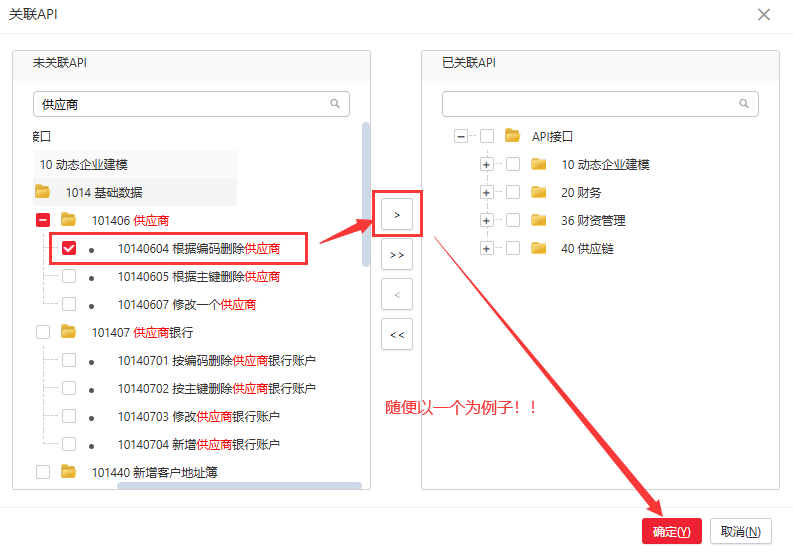 关联API
未关联API
供应商
接口
10 动态企业建模
1014 基础数据
101406 供应商
10140604 根据编码删除供应商
10140605 根据主键删除供应商
10140607 修改一个供应商
101407 供应商银行
10140701 按编码删除供应商银行账户
10140702 按主键删除供应商银行账户
10140703 修改供应商银行账户
10140704 新增供应商银行账户
101440 新增客户地址簿
>
>>
<
<<
已关联API
API接口
10 动态企业建模
20 财务
36 财资管理
40 供应链
随便以一个为例子！！
确定(Y)
取消(N)